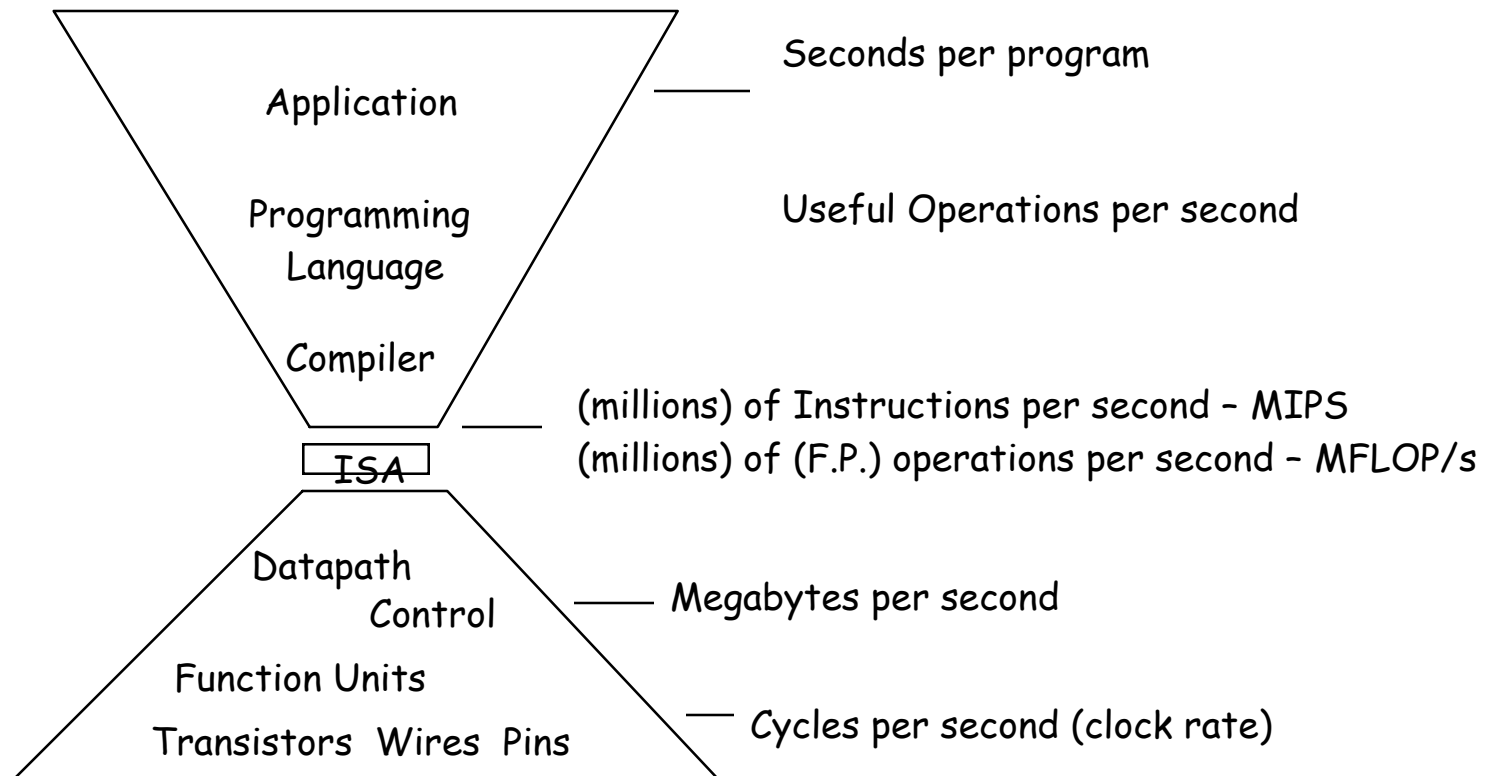 Seconds per program
Application
Programming
Useful Operations per second
Language
Compiler
(millions) of Instructions per second – MIPS
ISA
(millions) of (F.P.) operations per second – MFLOP/s
Datapath
Control
Megabytes per second
Function Units
Transistors Wires Pins
Cycles per second (clock rate)